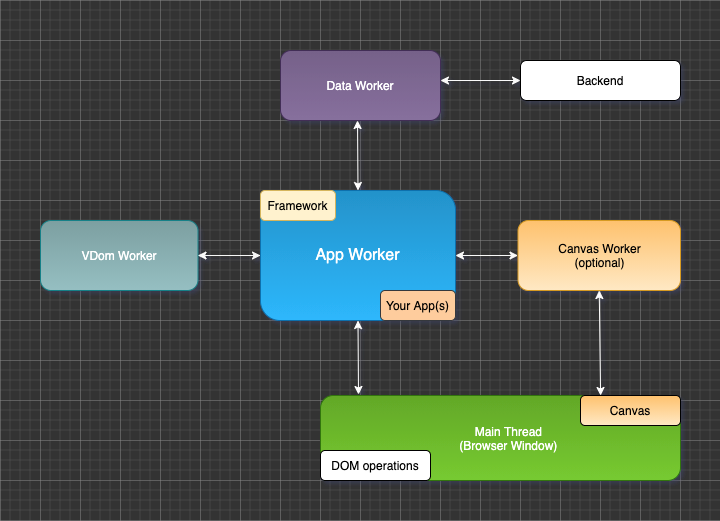 Data Worker
Backend
Framework
VDom Worker
App Worker
Canvas Worker
(optional)
Your App(s)
Canvas
Main Thread
(Browser Window)
DOM operations